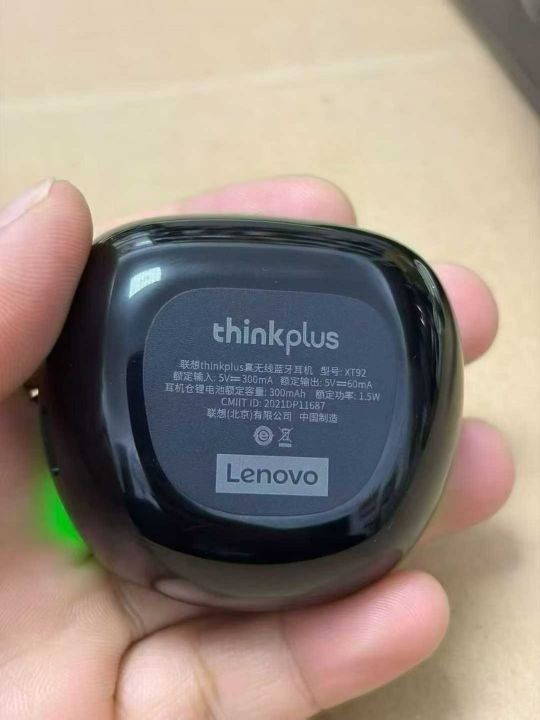 thinkplus
联想thinkplus真无线蓝牙耳机 型号: XT92
额定输入: 5V⎓300mA 额定输出: 5V⎓60mA
耳机仓锂电池额定容量: 300mAh 额定功率: 1.5W
CMIIT ID: 2021DP11687
联想(北京)有限公司 中国制造
Lenovo